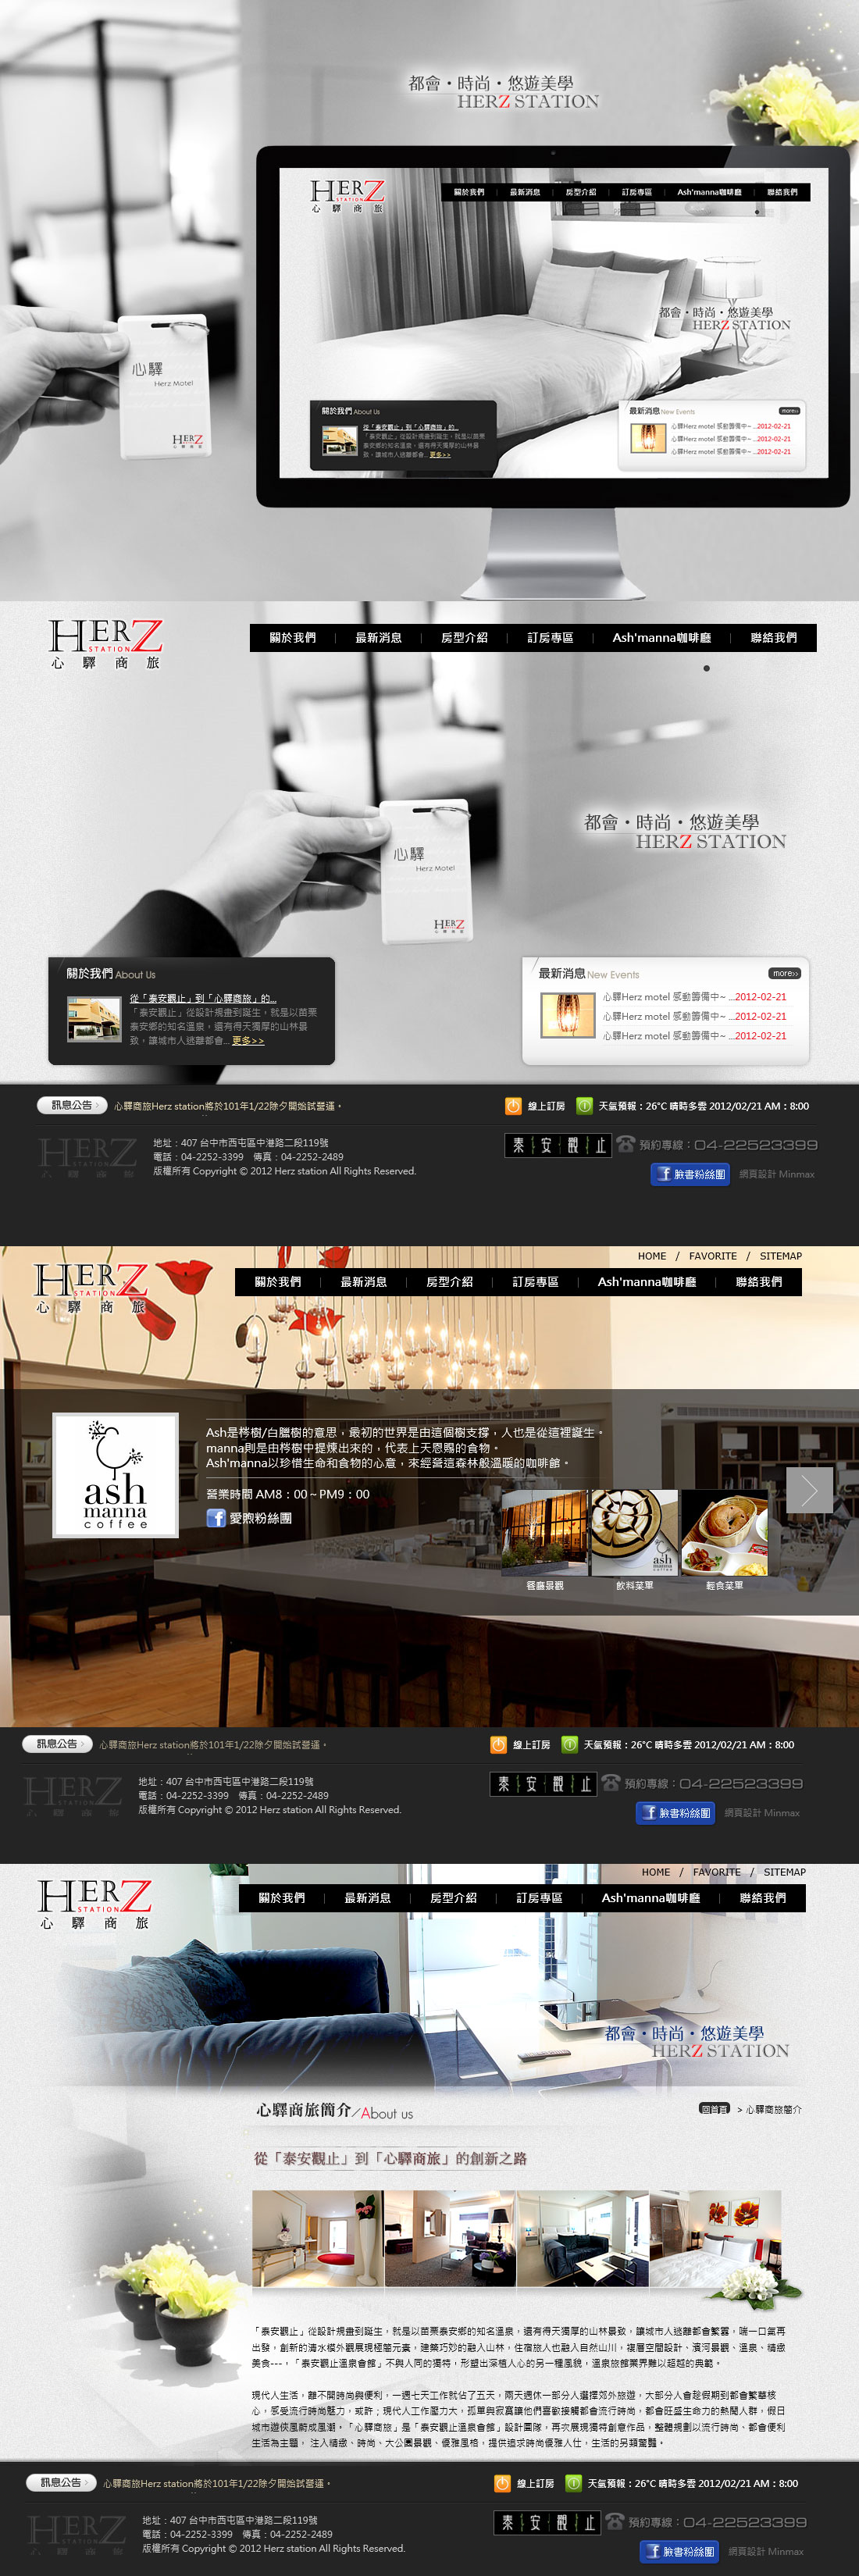 都會・時尚・悠遊美學
HERZ STATION
HERZ
STATION
心驛商旅
關於我們
最新消息
房型介紹
訂房專區
Ash'manna咖啡廳
聯絡我們
心驛
Herz Motel
HERZ
都會・時尚・悠遊美學
HERZ STATION
關於我們 About Us
從「泰安觀止」到「心驛商旅」的...
「泰安觀止」從設計規畫到誕生，就是以苗栗
泰安鄉的知名溫泉，還有得天獨厚的山林景
致，讓城市人逃離都會... 更多>>
最新消息 New Events
more>>
心驛Herz motel 感動籌備中~ ...2012-02-21
心驛Herz motel 感動籌備中~ ...2012-02-21
心驛Herz motel 感動籌備中~ ...2012-02-21
HERZ
STATION
心驛商旅
關於我們
最新消息
房型介紹
訂房專區
Ash'manna咖啡廳
聯絡我們
心驛
Herz Motel
HERZ
心驛商旅
都會・時尚・悠遊美學
HERZ STATION
關於我們 About Us
從「泰安觀止」到「心驛商旅」的...
「泰安觀止」從設計規畫到誕生，就是以苗栗
泰安鄉的知名溫泉，還有得天獨厚的山林景
致，讓城市人逃離都會... 更多>>
最新消息 New Events
more>>
心驛Herz motel 感動籌備中~ ...2012-02-21
心驛Herz motel 感動籌備中~ ...2012-02-21
心驛Herz motel 感動籌備中~ ...2012-02-21
訊息公告
心驛商旅Herz station將於101年1/22除夕開始試營運。
線上訂房
天氣預報：26°C 晴時多雲 2012/02/21 AM：8:00
HERZ
STATION
心驛商旅
地址：407 台中市西屯區中港路二段119號
電話：04-2252-3399 傳真：04-2252-2489
版權所有 Copyright © 2012 Herz station All Rights Reserved.
泰安觀止
預約專線：04-22523399
臉書粉絲團
網頁設計 Minmax
HOME / FAVORITE / SITEMAP
HERZ
STATION
心驛商旅
關於我們
最新消息
房型介紹
訂房專區
Ash'manna咖啡廳
聯絡我們
ash
manna
coffee
Ash是梣樹/白臘樹的意思，最初的世界是由這個樹支撐，人也是從這裡誕生。
manna則是由梣樹中提煉出來的，代表上天恩賜的食物。
Ash'manna以珍惜生命和食物的心意，來經營這森林般溫暖的咖啡館。
營業時間 AM8：00 ~ PM9：00
愛煦粉絲團
ash
manna
餐廳景觀
飲料菜單
輕食菜單
訊息公告
心驛商旅Herz station將於101年1/22除夕開始試營運。
線上訂房
天氣預報：26°C 晴時多雲 2012/02/21 AM：8:00
HERZ
STATION
心驛商旅
地址：407 台中市西屯區中港路二段119號
電話：04-2252-3399 傳真：04-2252-2489
版權所有 Copyright © 2012 Herz station All Rights Reserved.
泰安觀止
預約專線：04-22523399
臉書粉絲團
網頁設計 Minmax
HOME / FAVORITE / SITEMAP
HERZ
STATION
心驛商旅
關於我們
最新消息
房型介紹
訂房專區
Ash'manna咖啡廳
聯絡我們
都會・時尚・悠遊美學
HERZ STATION
心驛商旅簡介/About us
回首頁 > 心驛商旅簡介
從「泰安觀止」到「心驛商旅」的創新之路
「泰安觀止」從設計規畫到誕生，就是以苗栗泰安鄉的知名溫泉，還有得天獨厚的山林景致，讓城市人逃離都會繁囂，喘一口氣再
出發，創新的清水模外觀展現極簡元素，建築巧妙的融入山林，住宿旅人也融入自然山川，複層空間設計、濱河景觀、溫泉、精緻
美食---，「泰安觀止溫泉會館」不與人同的獨特，形塑出深植人心的另一種風貌，溫泉旅館業界難以超越的典範。
現代人生活，離不開時尚與便利，一週七天工作就佔了五天，兩天週休一部分人選擇郊外旅遊，大部分人會趁假期到都會繁華核
心，感受流行時尚魅力，或許；現代人工作壓力大，孤單與寂寞讓他們喜歡接觸都會流行時尚，都會旺盛生命力的熱鬧人群，假日
城市遊俠風蔚成風潮，「心驛商旅」是「泰安觀止溫泉會館」設計團隊，再次展現獨特創意作品，整體規劃以流行時尚、都會便利
生活為主軸，注入精緻、時尚、大公園景觀、優雅風格，提供追求時尚優雅人仕，生活的另類驚豔。
訊息公告
心驛商旅Herz station將於101年1/22除夕開始試營運。
線上訂房
天氣預報：26°C 晴時多雲 2012/02/21 AM：8:00
HERZ
STATION
心驛商旅
地址：407 台中市西屯區中港路二段119號
電話：04-2252-3399 傳真：04-2252-2489
版權所有 Copyright © 2012 Herz station All Rights Reserved.
泰安觀止
預約專線：04-22523399
臉書粉絲團
網頁設計 Minmax